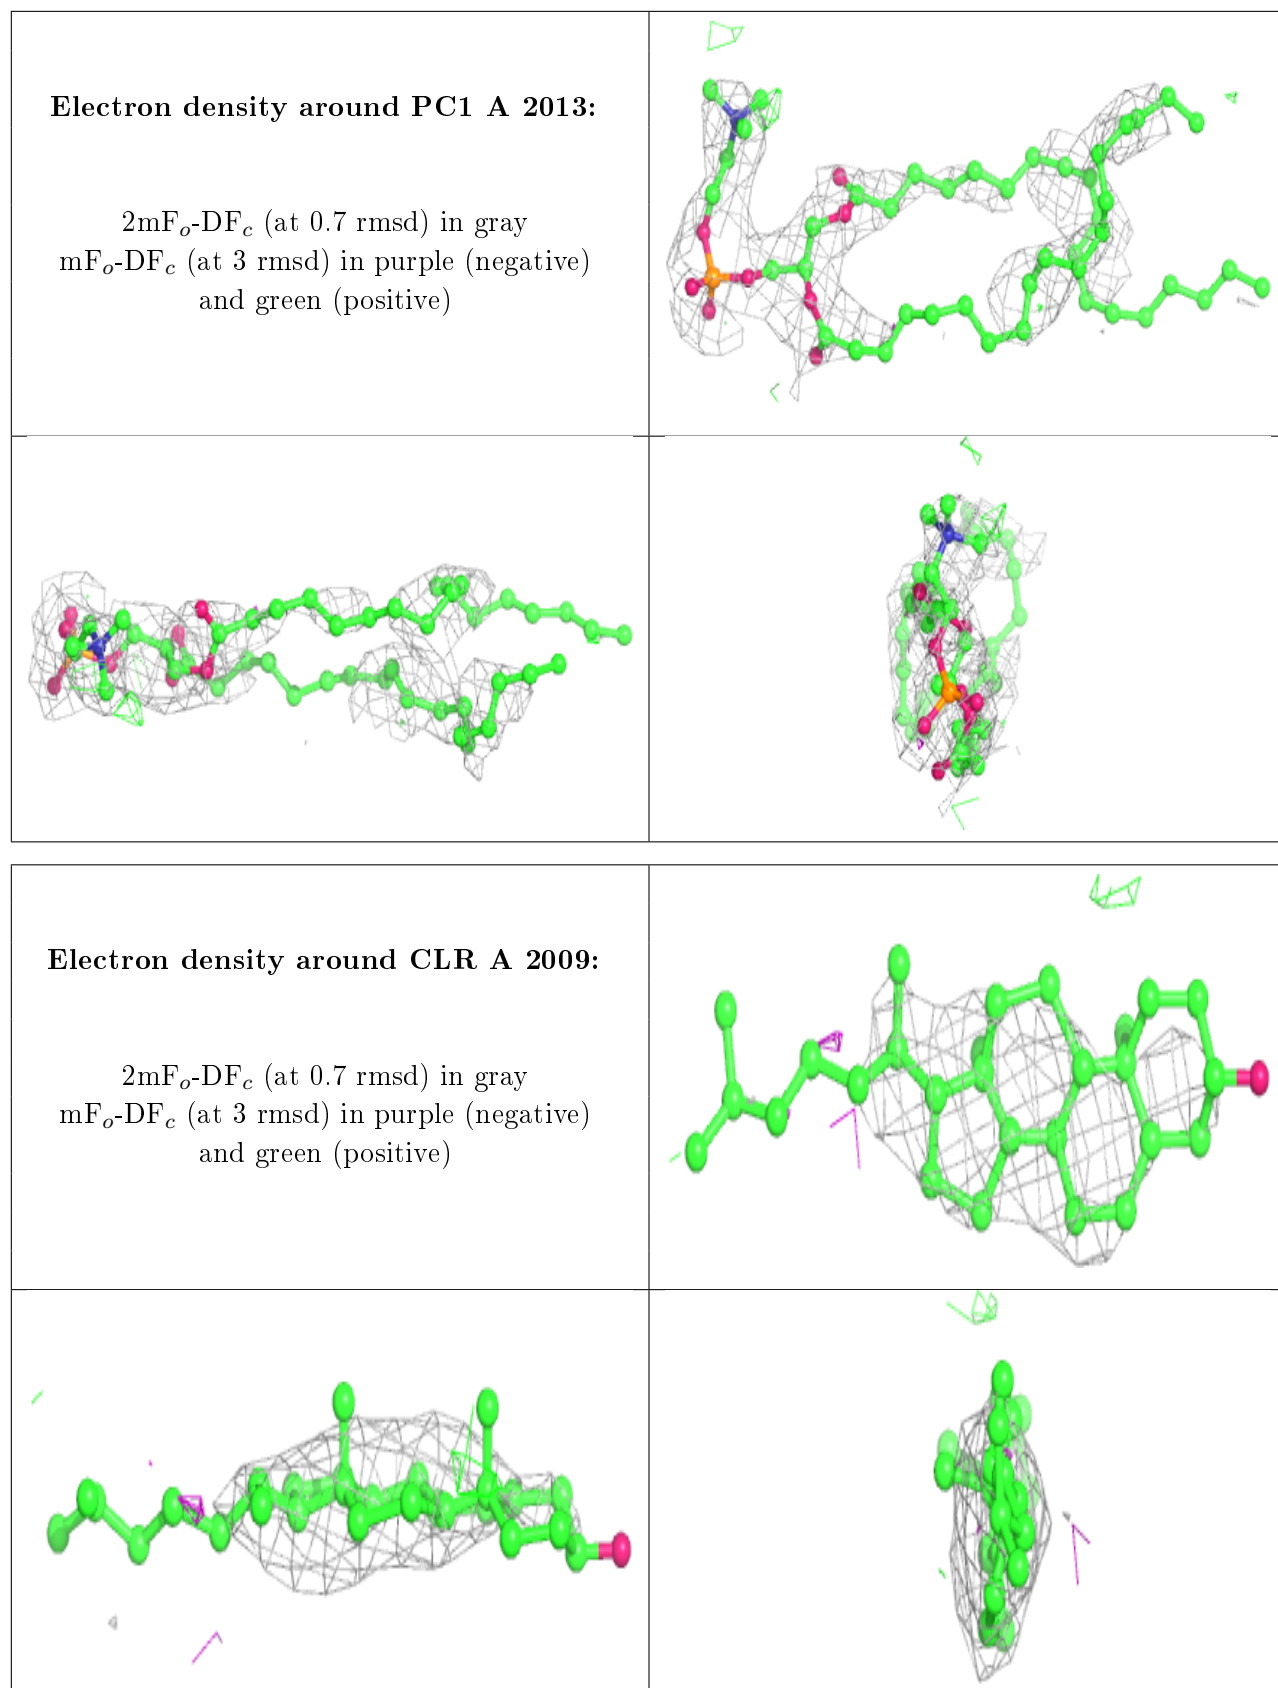 Electron density around PC1 A 2013:
2mFo-DFc (at 0.7 rmsd) in gray
mFo-DFc (at 3 rmsd) in purple (negative)
and green (positive)
Electron density around CLR A 2009:
2mFo-DFc (at 0.7 rmsd) in gray
mFo-DFc (at 3 rmsd) in purple (negative)
and green (positive)